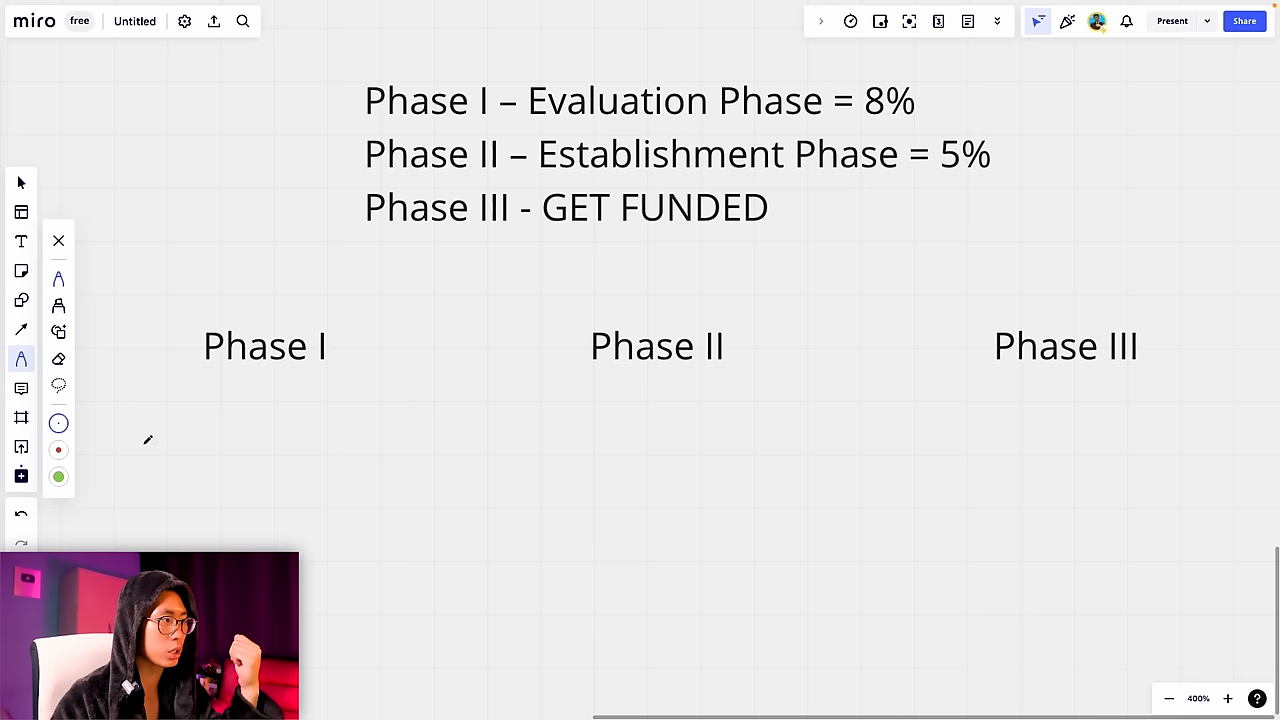 miro free Untitled
Present Share
Phase I – Evaluation Phase = 8%
Phase II – Establishment Phase = 5%
Phase III - GET FUNDED
Phase I Phase II Phase III
400%